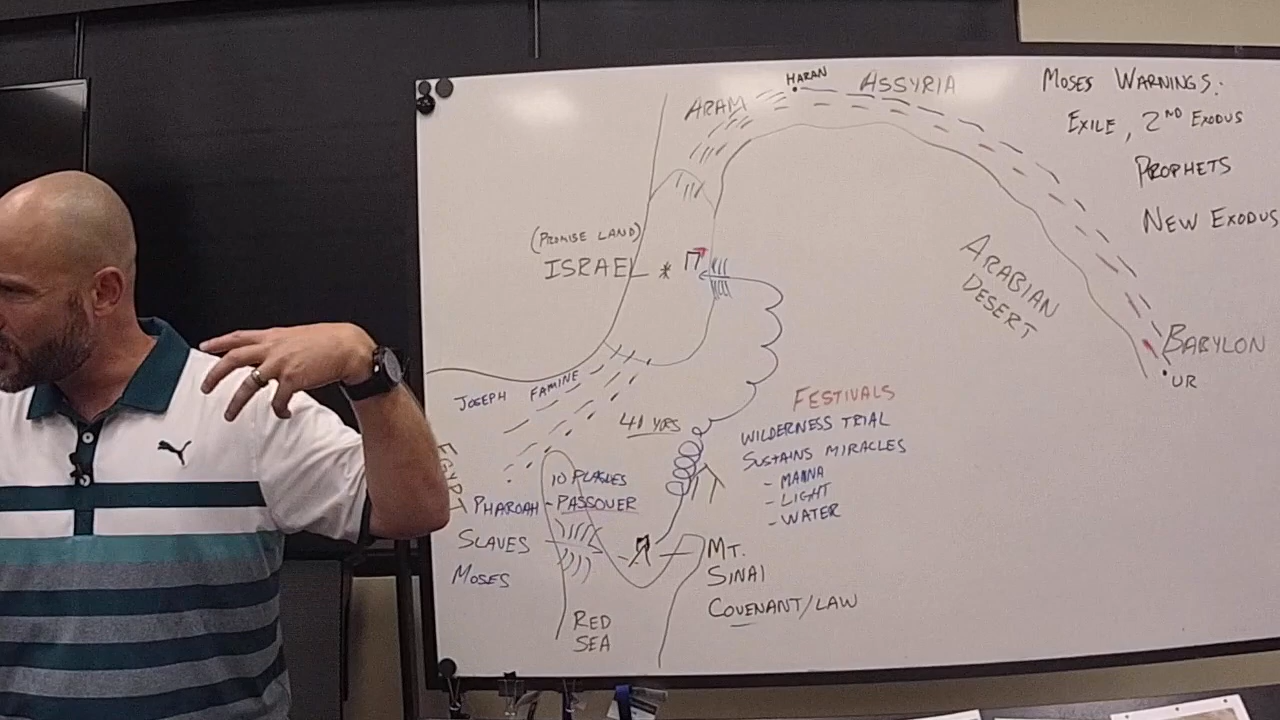 HARAN
ASSYRIA
ARAM
MOSES WARNINGS:
EXILE, 2ND EXODUS
PROPHETS
NEW EXODUS
(PROMISE LAND)
ISRAEL
ARABIAN
DESERT
BABYLON
UR
JOSEPH FAMINE
40 YRS
FESTIVALS
WILDERNESS TRIAL
SUSTAINS MIRACLES
- MANNA
- LIGHT
- WATER
EGYPT
10 PLAGUES
PHAROAH - PASSOVER
SLAVES
MOSES
MT.
SINAI
COVENANT/LAW
RED
SEA